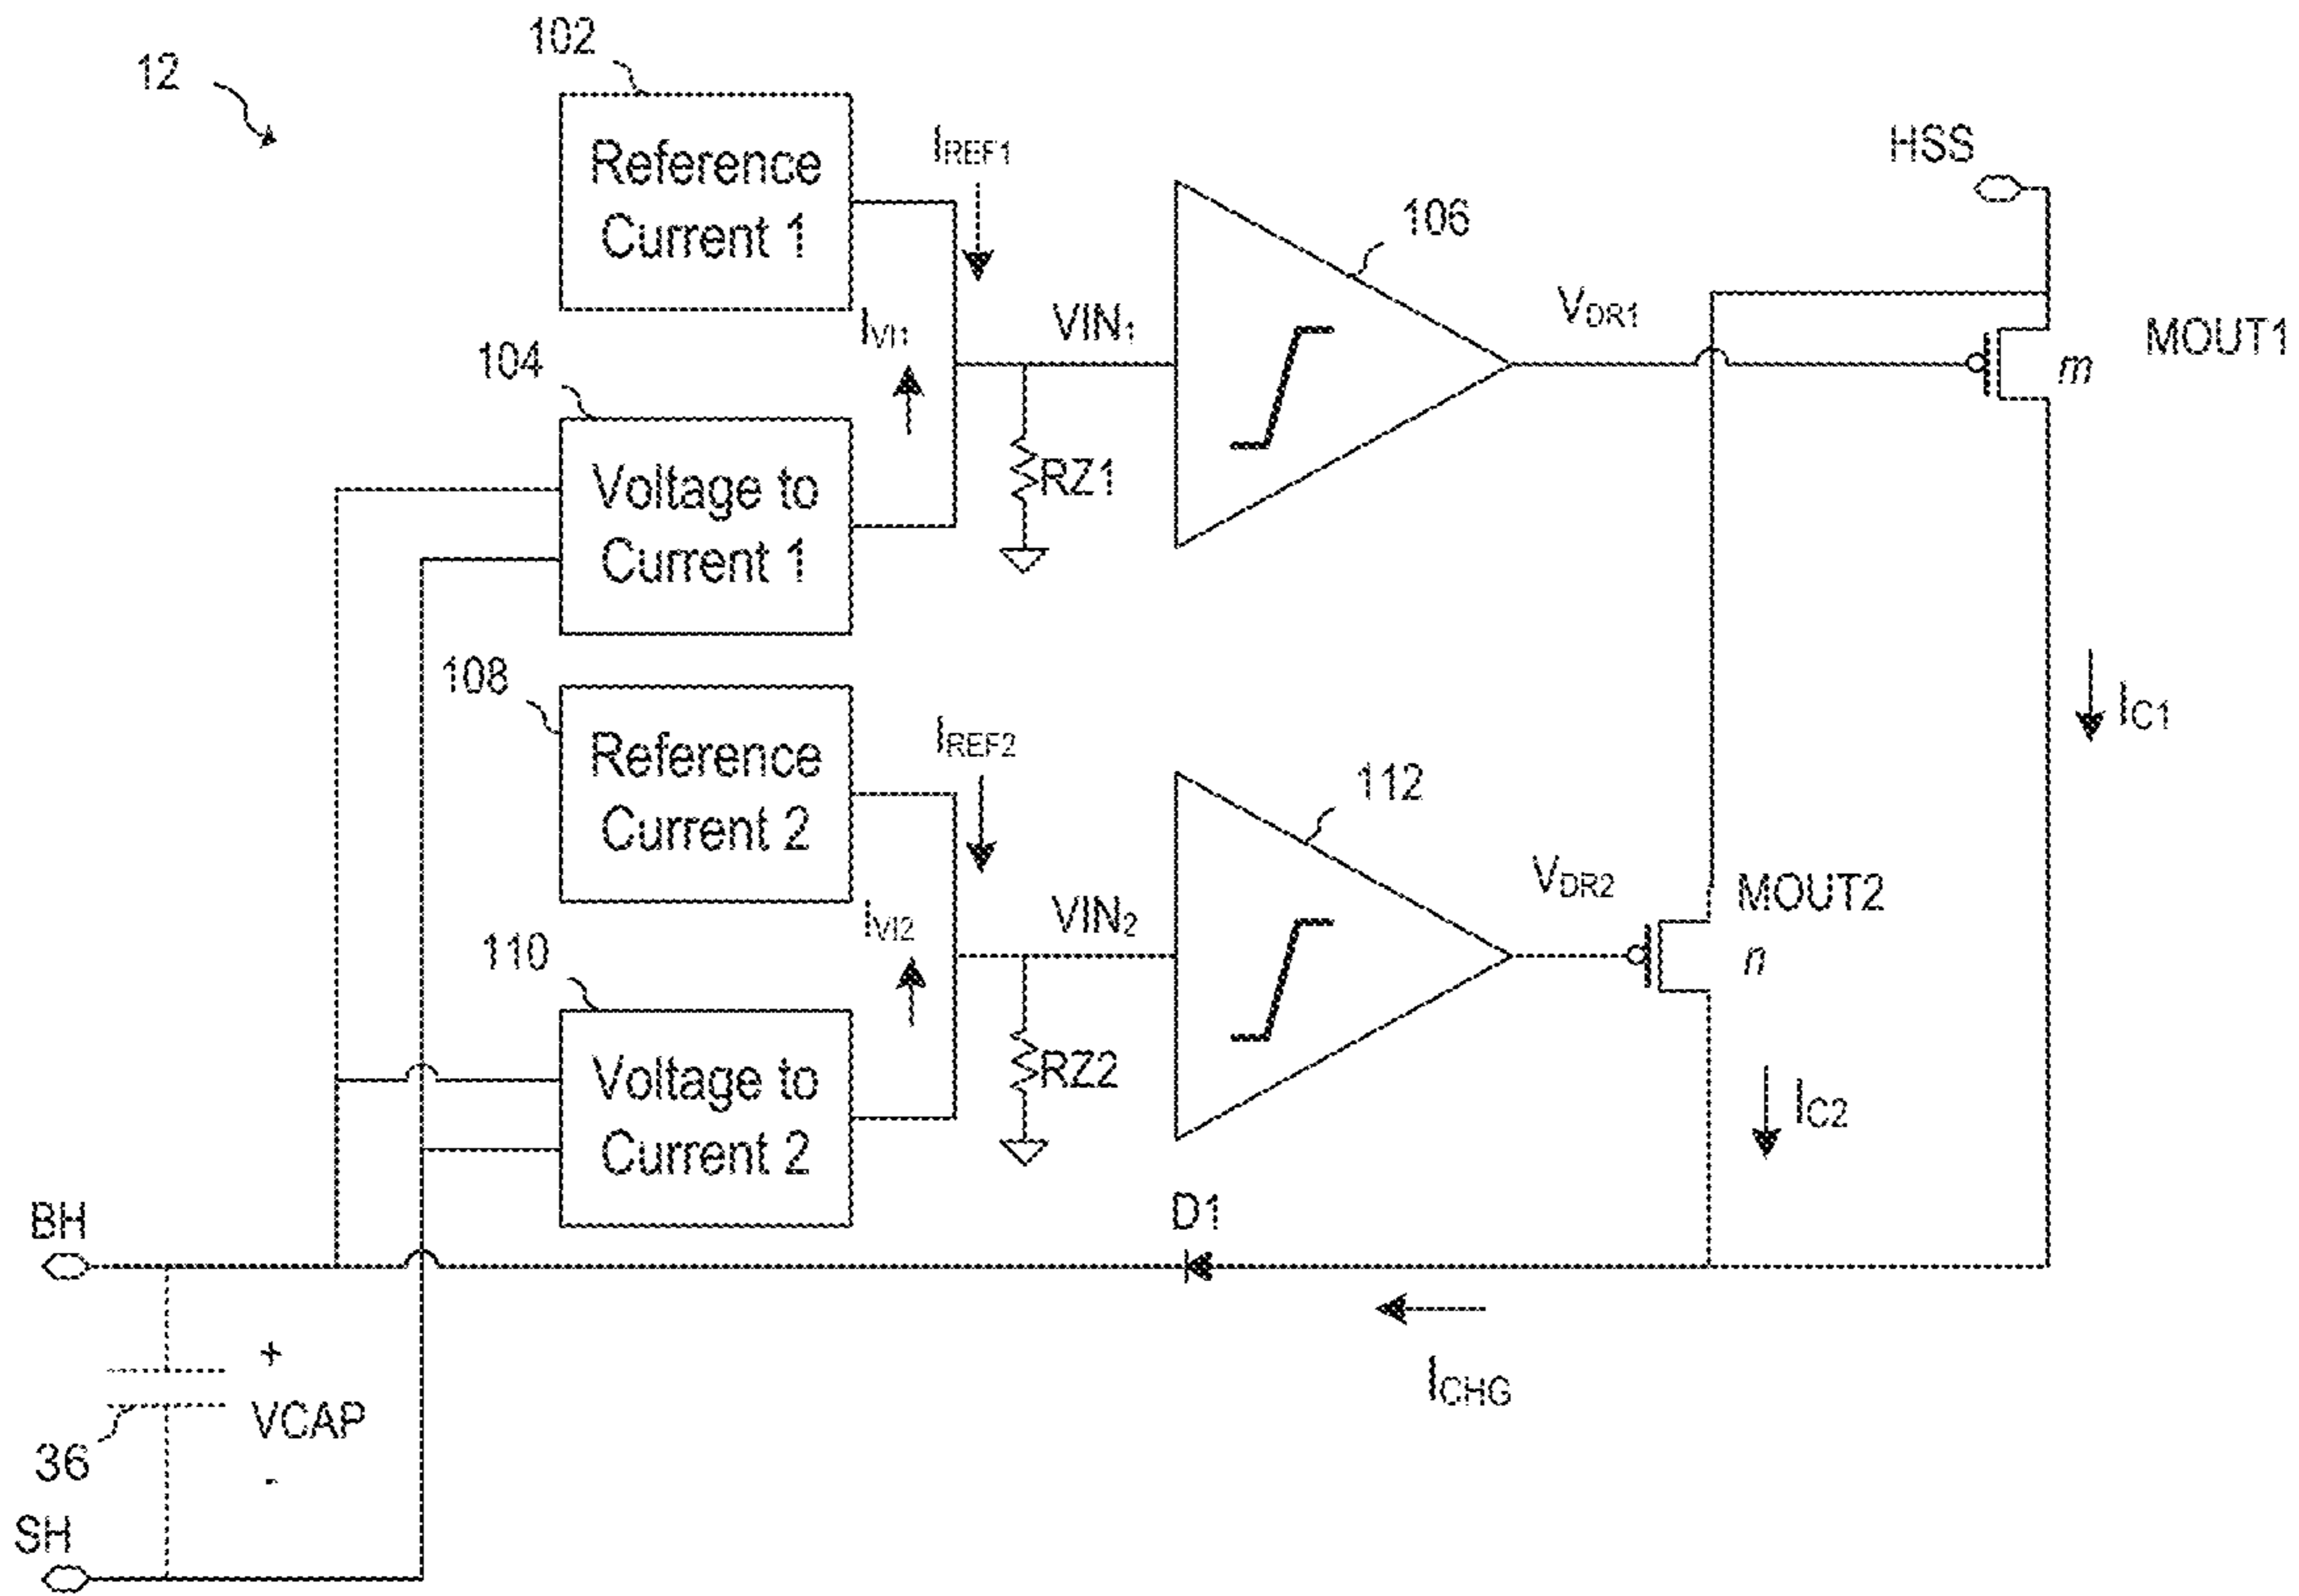 12
102
Reference
Current 1
IREF1
HSS
106
IVI1
VIN1
VDR1
MOUT1
m
104
Voltage to
Current 1
RZ1
108
Reference
Current 2
IREF2
IC1
112
IVI2
VIN2
VDR2
MOUT2
n
110
Voltage to
Current 2
RZ2
IC2
BH
D1
+
VCAP
-
36
ICHG
SH